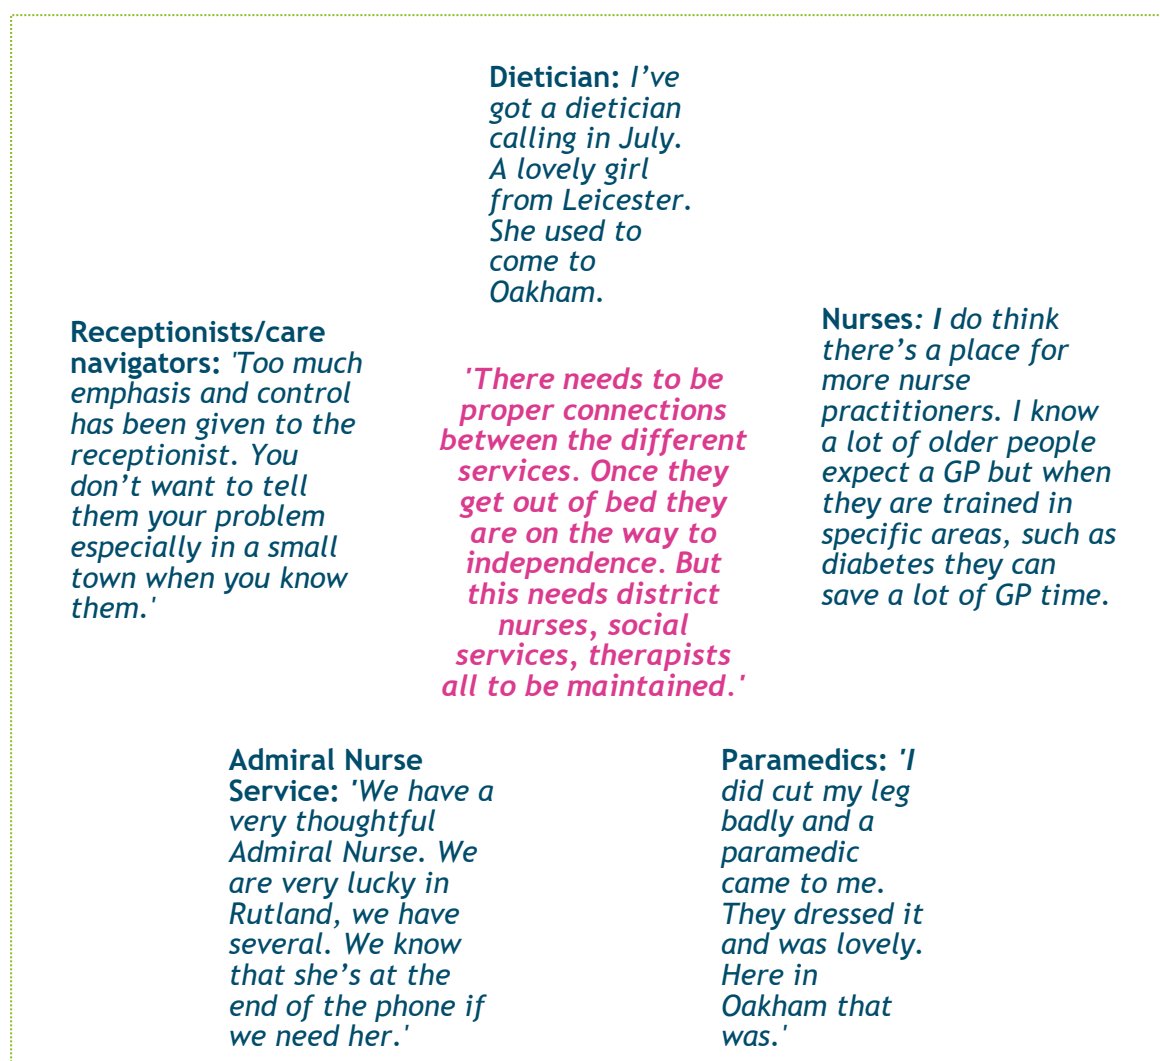 Dietician: I’ve
got a dietician
calling in July.
A lovely girl
from Leicester.
She used to
come to
Oakham.
Receptionists/care
navigators: 'Too much
emphasis and control
has been given to the
receptionist. You
don’t want to tell
them your problem
especially in a small
town when you know
them.'
'There needs to be
proper connections
between the different
services. Once they
get out of bed they
are on the way to
independence. But
this needs district
nurses, social
services, therapists
all to be maintained.'
Nurses: I do think
there’s a place for
more nurse
practitioners. I know
a lot of older people
expect a GP but when
they are trained in
specific areas, such as
diabetes they can
save a lot of GP time.
Admiral Nurse
Service: 'We have a
very thoughtful
Admiral Nurse. We
are very lucky in
Rutland, we have
several. We know
that she’s at the
end of the phone if
we need her.'
Paramedics: 'I
did cut my leg
badly and a
paramedic
came to me.
They dressed it
and was lovely.
Here in
Oakham that
was.'